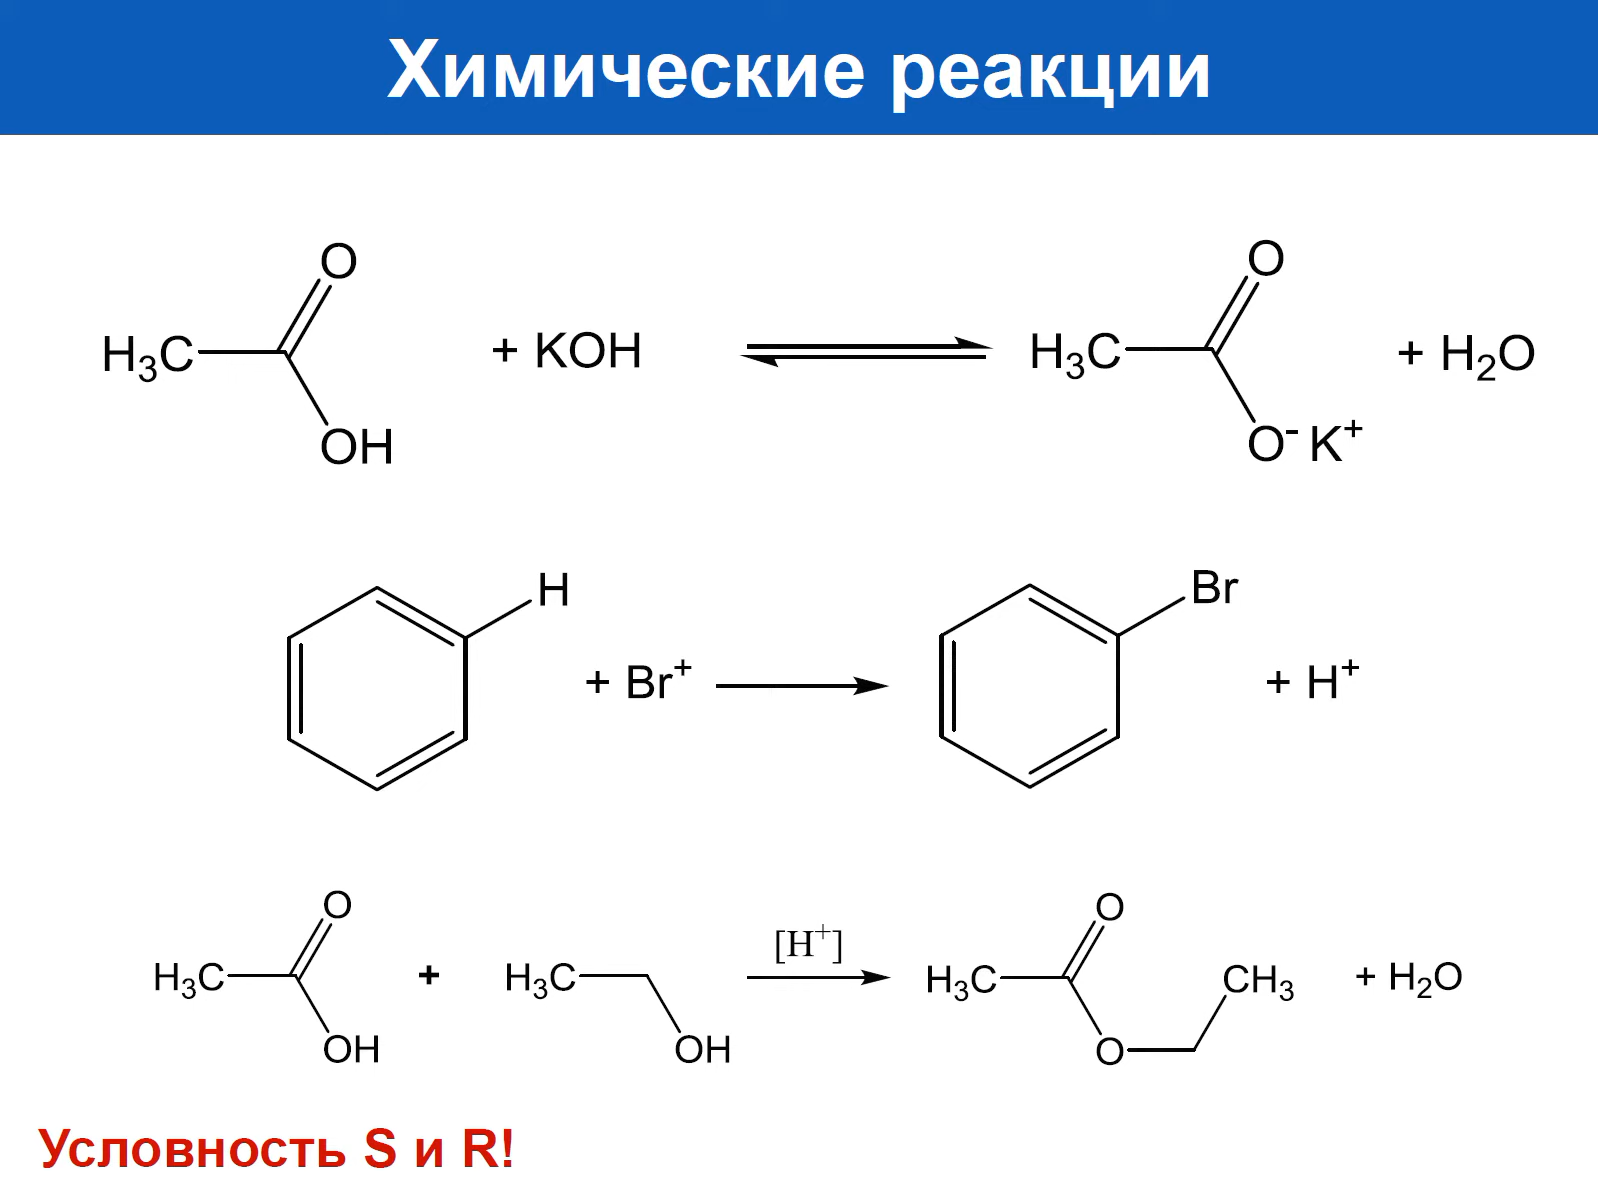 Химические реакции
O
H₃C + KOH H₃C O + H₂O
OH O⁻ K⁺
H Br
+ Br⁺ + H⁺
O [H⁺] O
H₃C + H₃C H₃C CH₃ + H₂O
OH OH O
Условность S и R!